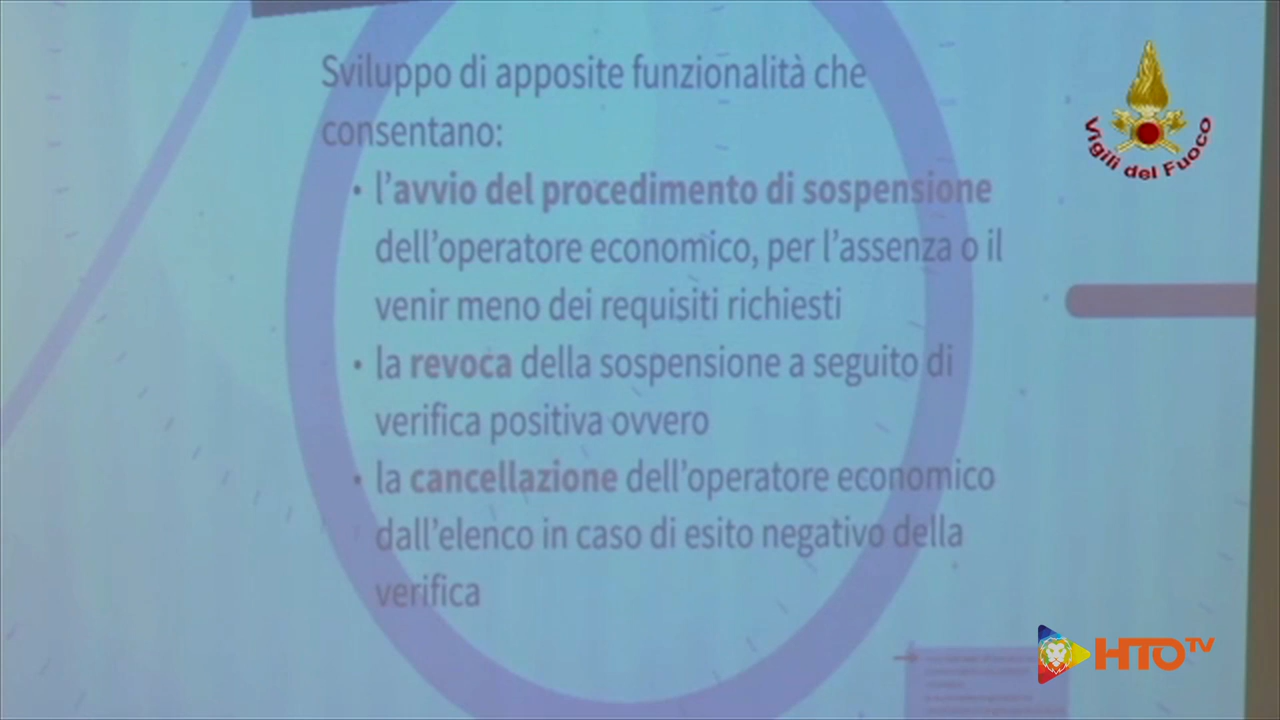 Sviluppo di apposite funzionalità che
consentano:
• l'avvio del procedimento di sospensione
dell'operatore economico, per l'assenza o il
venir meno dei requisiti richiesti
• la revoca della sospensione a seguito di
verifica positiva ovvero
• la cancellazione dell'operatore economico
dall'elenco in caso di esito negativo della
verifica
Vigili del Fuoco
HTO TV